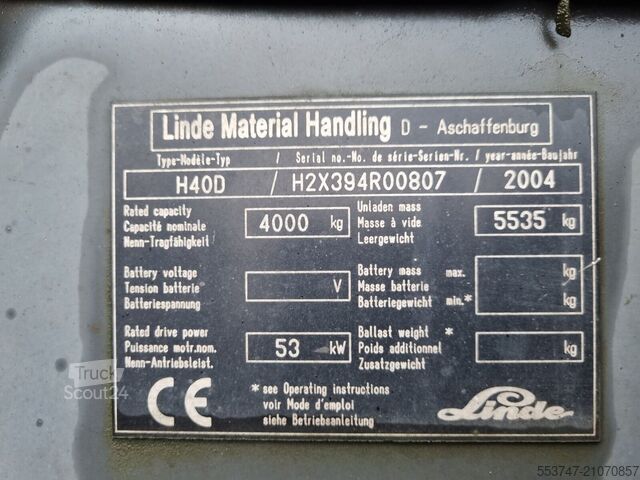 Linde Material Handling D - Aschaffenburg
Type-Modèle-Typ / Serial no.-No. de série-Serien-Nr. / year-année-Baujahr
H40D / H2X394R00807 / 2004
Rated capacity
Capacité nominale
Nenn-Tragfähigkeit
4000 kg
Unladen mass
Masse à vide
Leergewicht
5535 kg
Battery voltage
Tension batterie
Batteriespannung
V
Battery mass max.
Masse batterie
Batteriegewicht min.*
kg
kg
Rated drive power
Puissance motr.nom.
Nenn-Antriebsleist.
53 kW
Ballast weight *
Poids additionnel
Zusatzgewicht
kg
CE
* see Operating instructions
voir Mode d'emploi
siehe Betriebsanleitung
Linde
Truck
Scout24
553747-21070857